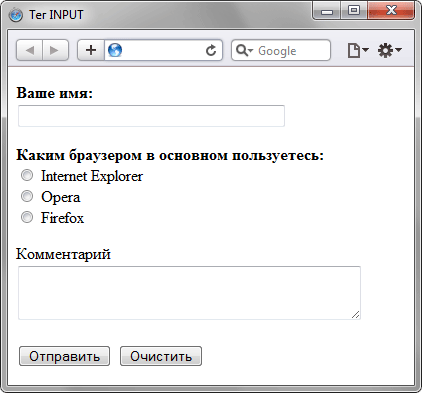 Тег INPUT
Google
Ваше имя:
Каким браузером в основном пользуетесь:
Internet Explorer
Opera
Firefox
Комментарий
Отправить Очистить